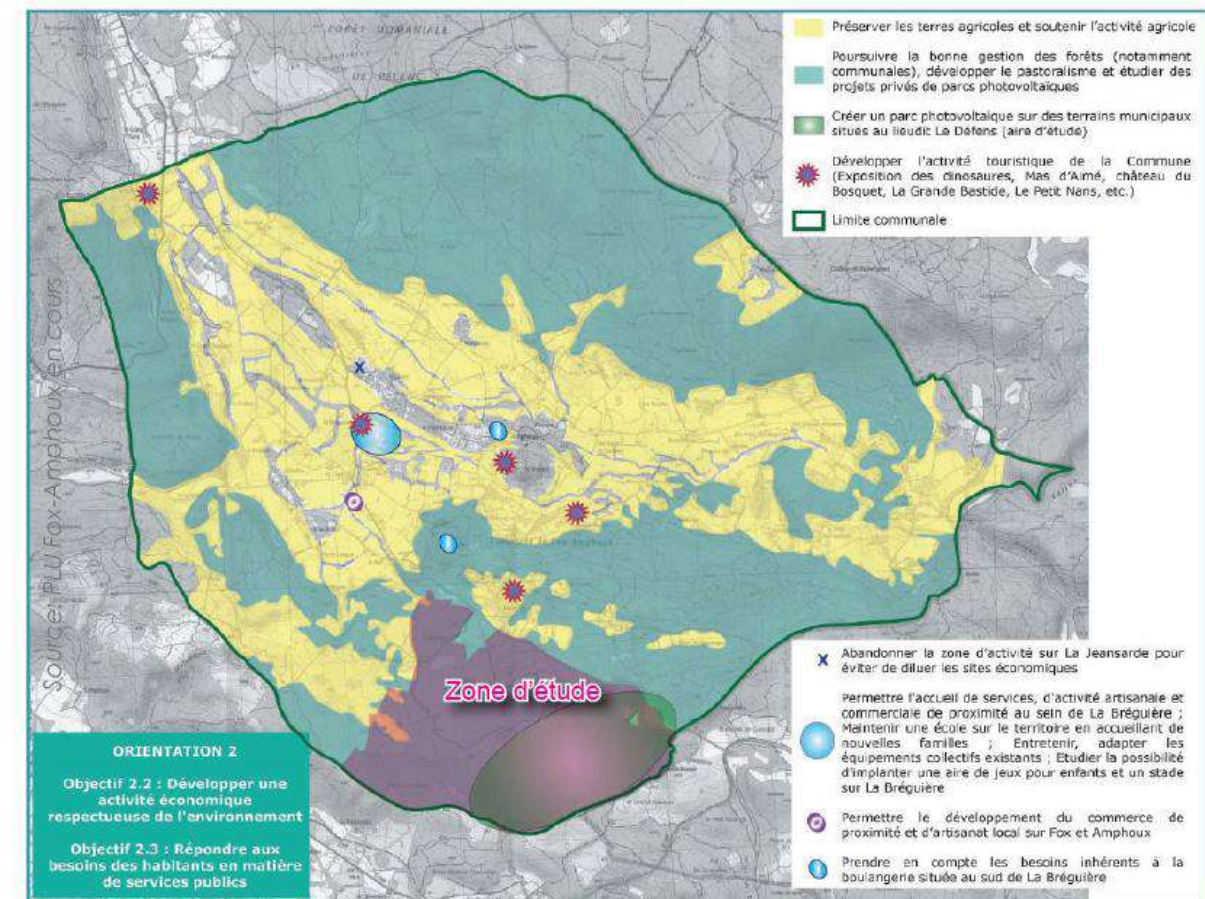 FORÊT DOMANIALE
DE PELENC
Préserver les terres agricoles et soutenir l'activité agricole
Poursuivre la bonne gestion des forêts (notamment
communales), développer le pastoralisme et étudier des
projets privés de parcs photovoltaïques
Créer un parc photovoltaïque sur des terrains municipaux
situés au lieudit Le Défens (aire d'étude)
Développer l'activité touristique de la Commune
(Exposition des dinosaures, Mas d'Aimé, château du
Bosquet, La Grande Bastide, Le Petit Nans, etc.)
Limite communale
Source: PLU Fox-Amphoux en cours
Zone d'étude
ORIENTATION 2
Objectif 2.2 : Développer une
activité économique
respectueuse de l'environnement
Objectif 2.3 : Répondre aux
besoins des habitants en matière
de services publics
X Abandonner la zone d'activité sur La Jeansarde pour
éviter de diluer les sites économiques
Permettre l'accueil de services, d'activité artisanale et
commerciale de proximité au sein de La Bréguière ;
Maintenir une école sur le territoire en accueillant de
nouvelles familles ; Entretenir, adapter les
équipements collectifs existants ; Etudier la possibilité
d'implanter une aire de jeux pour enfants et un stade
sur La Bréguière
Permettre le développement du commerce de
proximité et d'artisanat local sur Fox et Amphoux
Prendre en compte les besoins inhérents à la
boulangerie située au sud de La Bréguière